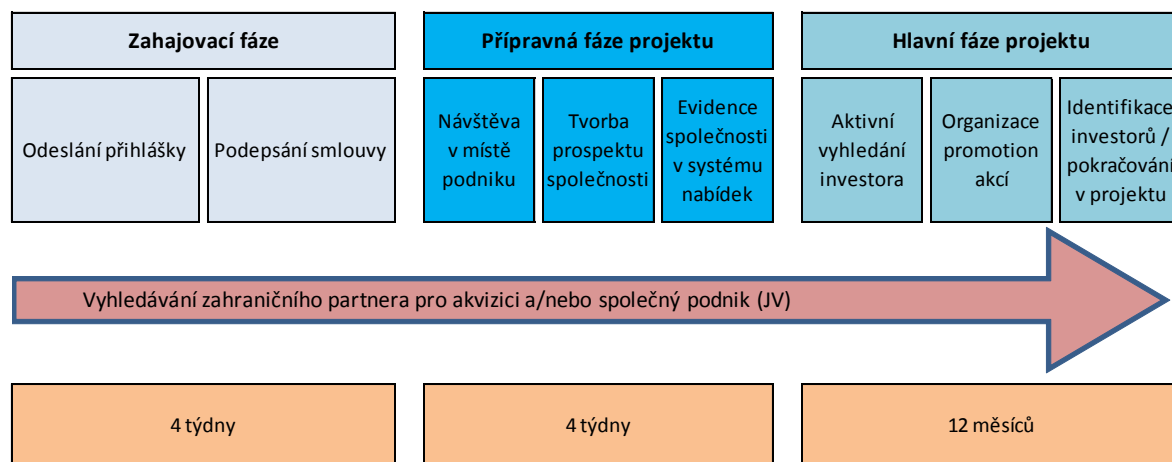 Zahajovací fáze
Přípravná fáze projektu
Hlavní fáze projektu
Odeslání přihlášky
Podepsání smlouvy
Návštěva
v místě
podniku
Tvorba
prospektu
společnosti
Evidence
společnosti
v systému
nabídek
Aktivní
vyhledání
investora
Organizace
promotion
akcí
Identifikace
investorů /
pokračování
v projektu
Vyhledávání zahraničního partnera pro akvizici a/nebo společný podnik (JV)
4 týdny
4 týdny
12 měsíců